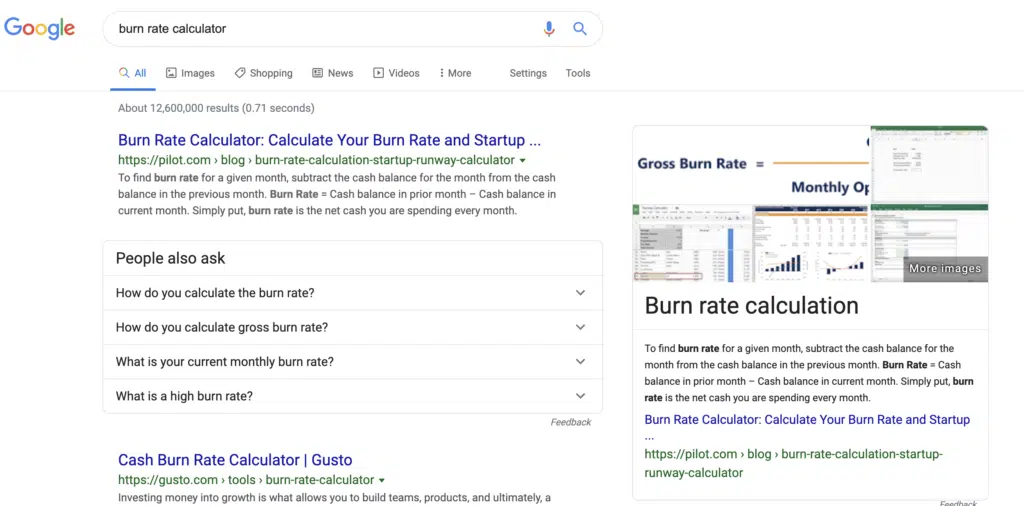 Google
burn rate calculator
All
Images
Shopping
News
Videos
More
Settings
Tools
About 12,600,000 results (0.71 seconds)
Burn Rate Calculator: Calculate Your Burn Rate and Startup ...
https://pilot.com › blog › burn-rate-calculation-startup-runway-calculator
To find burn rate for a given month, subtract the cash balance for the month from the cash
balance in the previous month. Burn Rate = Cash balance in prior month – Cash balance in
current month. Simply put, burn rate is the net cash you are spending every month.
People also ask
How do you calculate the burn rate?
How do you calculate gross burn rate?
What is your current monthly burn rate?
What is a high burn rate?
Feedback
Cash Burn Rate Calculator | Gusto
https://gusto.com › tools › burn-rate-calculator
Investing money into growth is what allows you to build teams, products, and ultimately, a
Gross Burn Rate =
Monthly Op
More images
Burn rate calculation
To find burn rate for a given month, subtract the cash balance for the
month from the cash balance in the previous month. Burn Rate = Cash
balance in prior month – Cash balance in current month. Simply put, burn
rate is the net cash you are spending every month.
Burn Rate Calculator: Calculate Your Burn Rate and Startup
...
https://pilot.com › blog › burn-rate-calculation-startup-
runway-calculator
Feedback